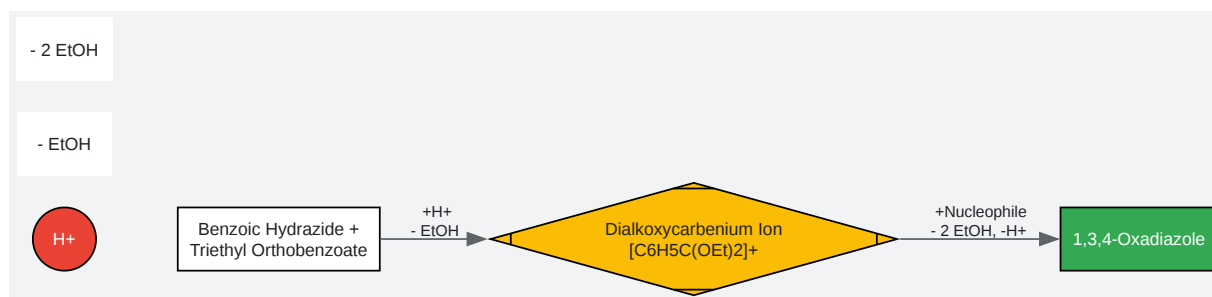 - 2 EtOH
- EtOH
H+
Benzoic Hydrazide +
Triethyl Orthobenzoate
+H+
- EtOH
Dialkoxycarbenium Ion
[C6H5C(OEt)2]+
+Nucleophile
- 2 EtOH, -H+
1,3,4-Oxadiazole